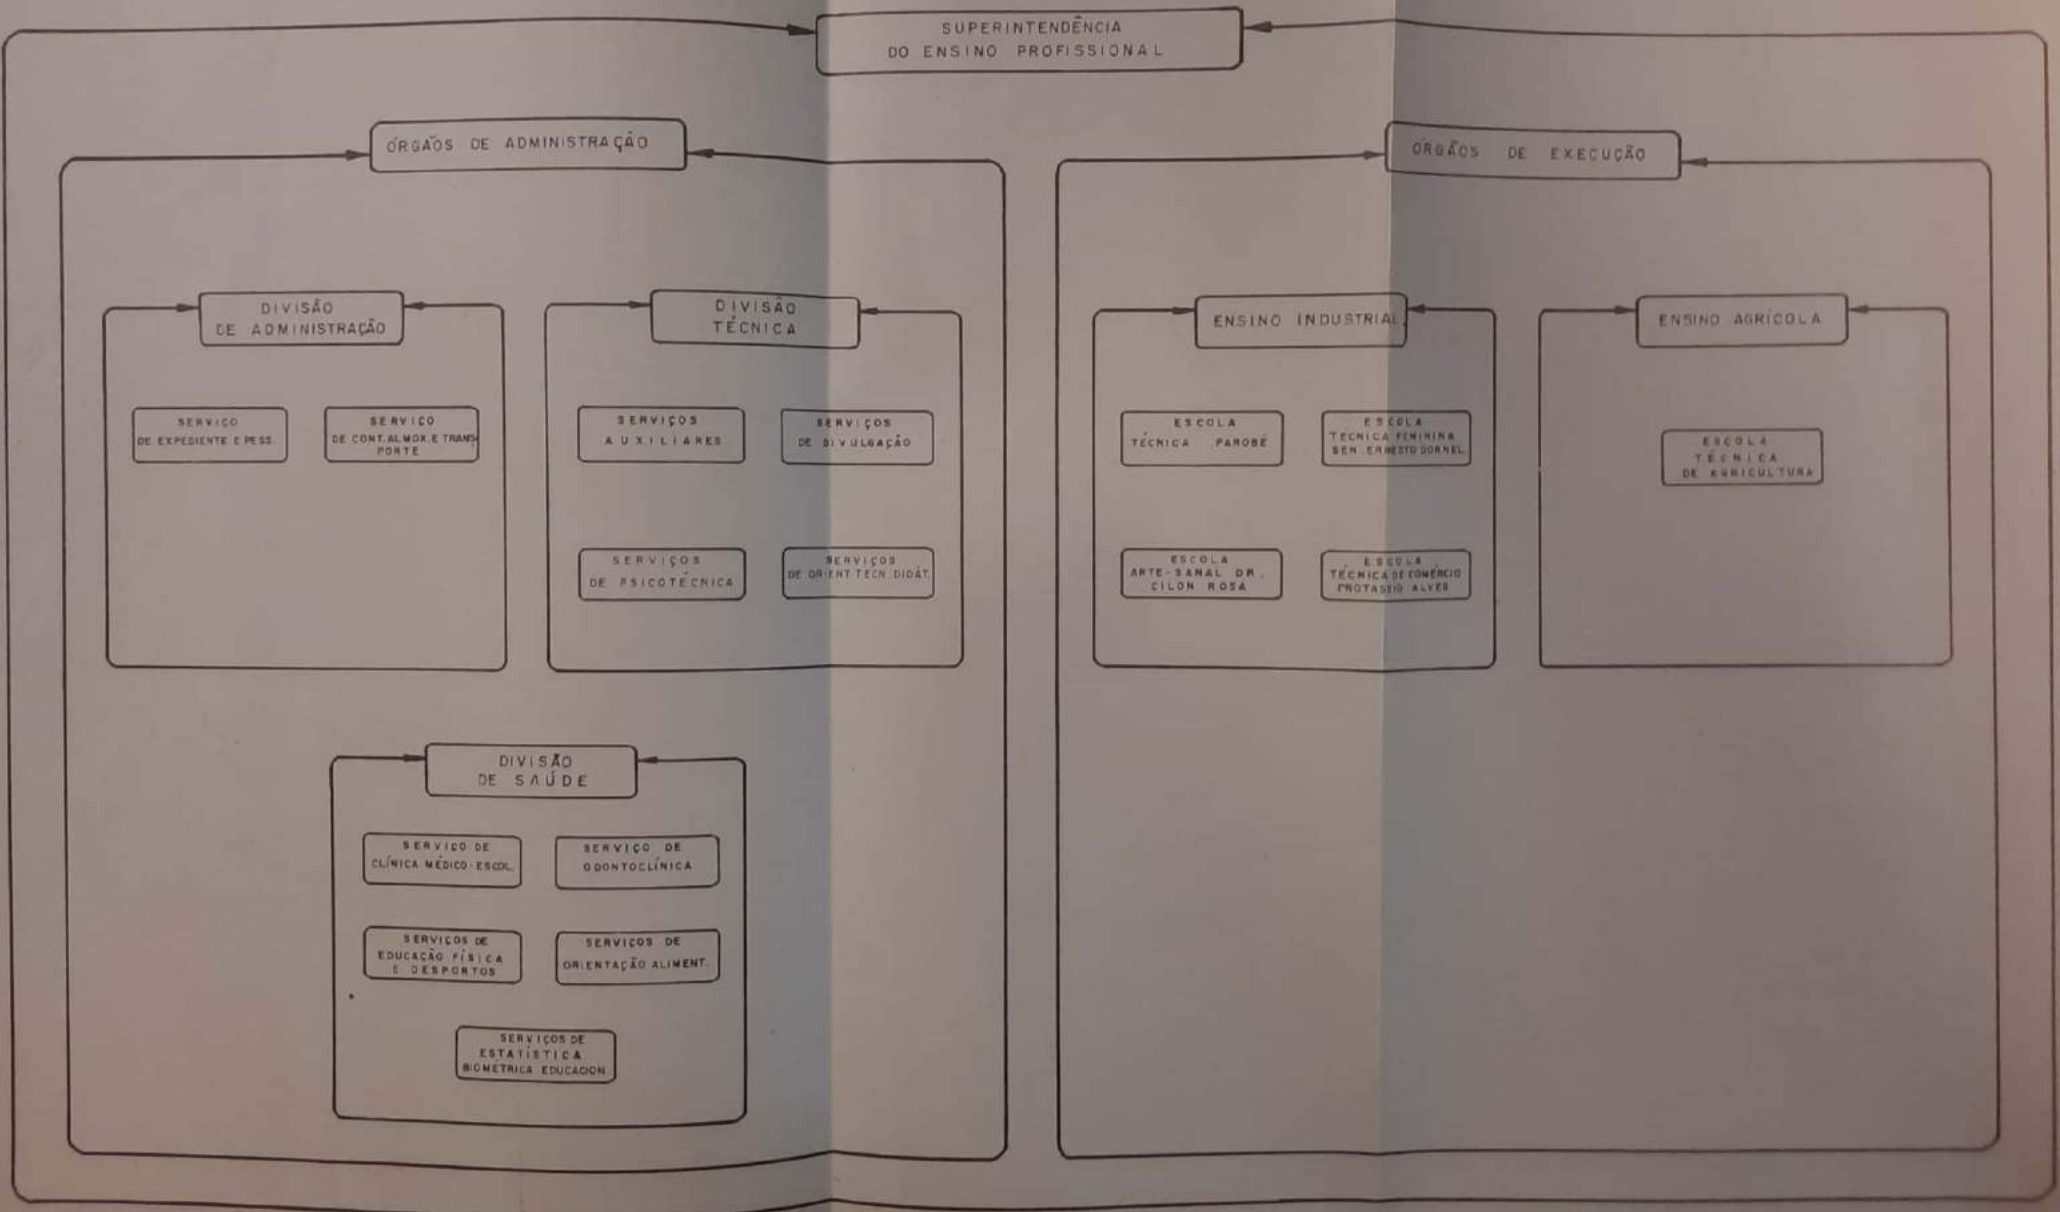 SUPERINTENDÊNCIA
DO ENSINO PROFISSIONAL
ÓRGÃOS DE ADMINISTRAÇÃO
ÓRGÃOS DE EXECUÇÃO
DIVISÃO
DE ADMINISTRAÇÃO
SERVIÇO
DE EXPEDIENTE E PESS.
SERVIÇO
DE CONT. ALMOX. E TRANS-
PORTE
DIVISÃO
TÉCNICA
SERVIÇOS
AUXILIARES
SERVIÇOS
DE DIVULGAÇÃO
SERVIÇOS
DE PSICOTÉCNICA
SERVIÇOS
DE ORIENT. TECN. DIDÁT.
DIVISÃO
DE SAÚDE
SERVIÇO DE
CLÍNICA MÉDICO-ESCOL.
SERVIÇO DE
ODONTOCLÍNICA
SERVIÇOS DE
EDUCAÇÃO FÍSICA
E DESPORTOS
SERVIÇOS DE
ORIENTAÇÃO ALIMENT.
SERVIÇOS DE
ESTATÍSTICA
BIOMÉTRICA EDUCACION
ENSINO INDUSTRIAL
ESCOLA
TÉCNICA PAROBÉ
ESCOLA
TÉCNICA FEMININA
SEN. ERNESTO DORNEL.
ESCOLA
ARTE-SANAL DR.
CILON ROSA
ESCOLA
TÉCNICA DE COMÉRCIO
PROTASSIO ALVES
ENSINO AGRÍCOLA
ESCOLA
TÉCNICA
DE AGRICULTURA